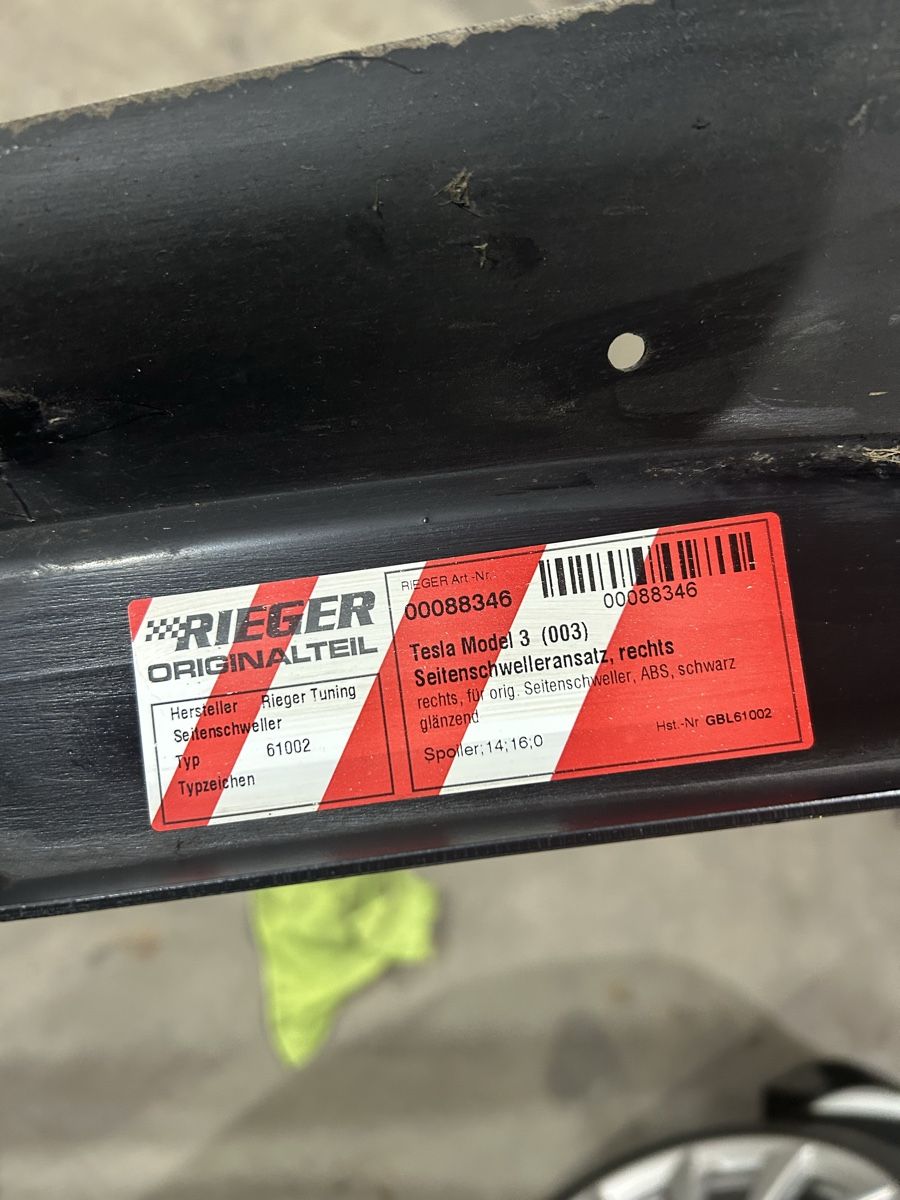 RIEGER
ORIGINALTEIL
Hersteller Rieger Tuning
Seitenschweller
Typ 61002
Typzeichen
RIEGER Art.-Nr.:
00088346
00088346
Tesla Model 3 (003)
Seitenschwelleransatz, rechts
rechts, für orig. Seitenschweller, ABS, schwarz
glänzend
Hst.-Nr GBL61002
Spoiler;14;16;0